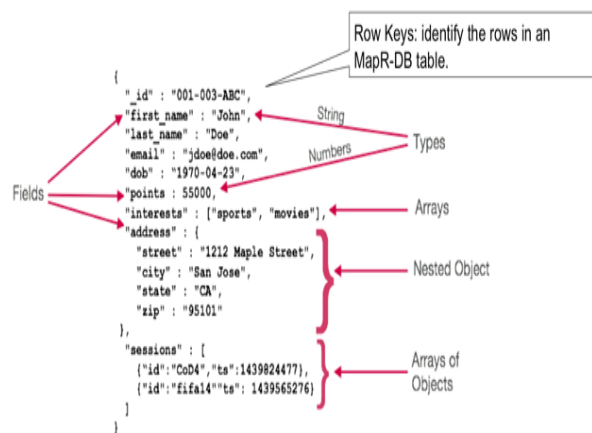 Row Keys: identify the rows in an
MapR-DB table.
{
"_id" : "001-003-ABC",
"first_name" : "John",
"last_name" : "Doe",
"email" : "jdoe@doe.com",
"dob" : "1970-04-23",
"points : 55000,
"interests" : ["sports", "movies"],
"address" : {
"street" : "1212 Maple Street",
"city" : "San Jose",
"state" : "CA",
"zip" : "95101"
},
"sessions" : [
{"id":"CoD4","ts":1439824477},
{"id":"fifa14""ts": 1439565276}
]
}
Fields
String
Numbers
Types
Arrays
Nested Object
Arrays of
Objects